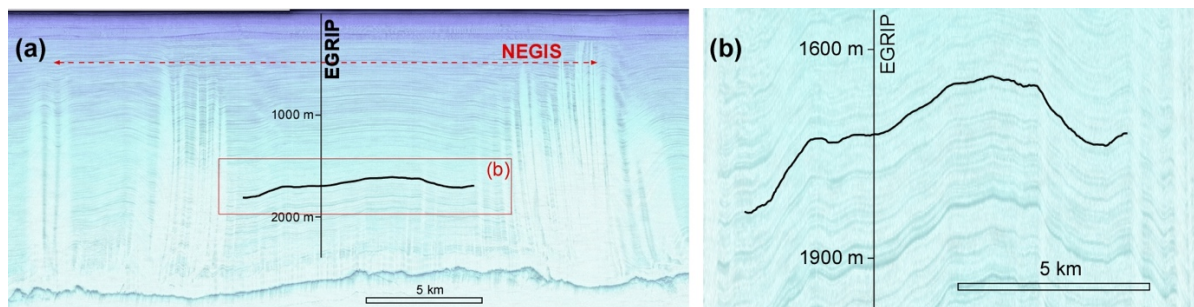 (a)
NEGIS
EGRIP
1000 m
(b)
2000 m
5 km
(b)
1600 m
EGRIP
1900 m
5 km